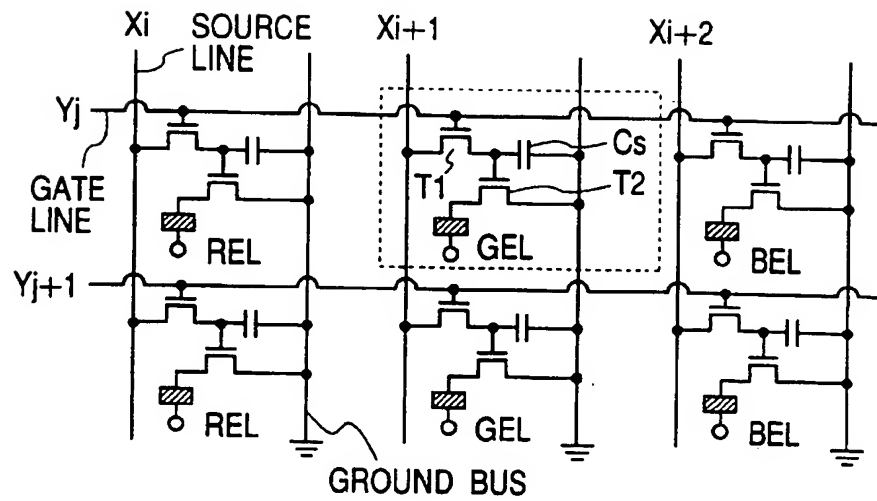 Xi
SOURCE
LINE
Xi+1
Xi+2
Yj
GATE
LINE
T1
Cs
T2
REL
GEL
BEL
Yj+1
REL
GEL
BEL
GROUND BUS